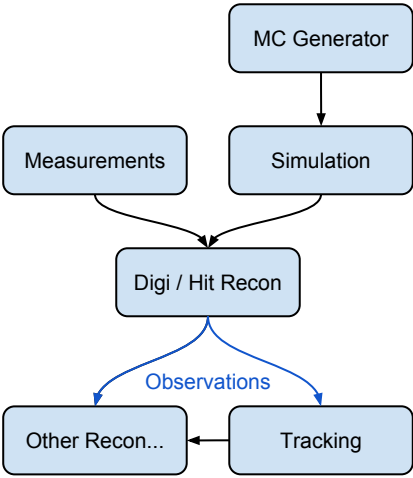 MC Generator
Measurements
Simulation
Digi / Hit Recon
Observations
Other Recon...
Tracking